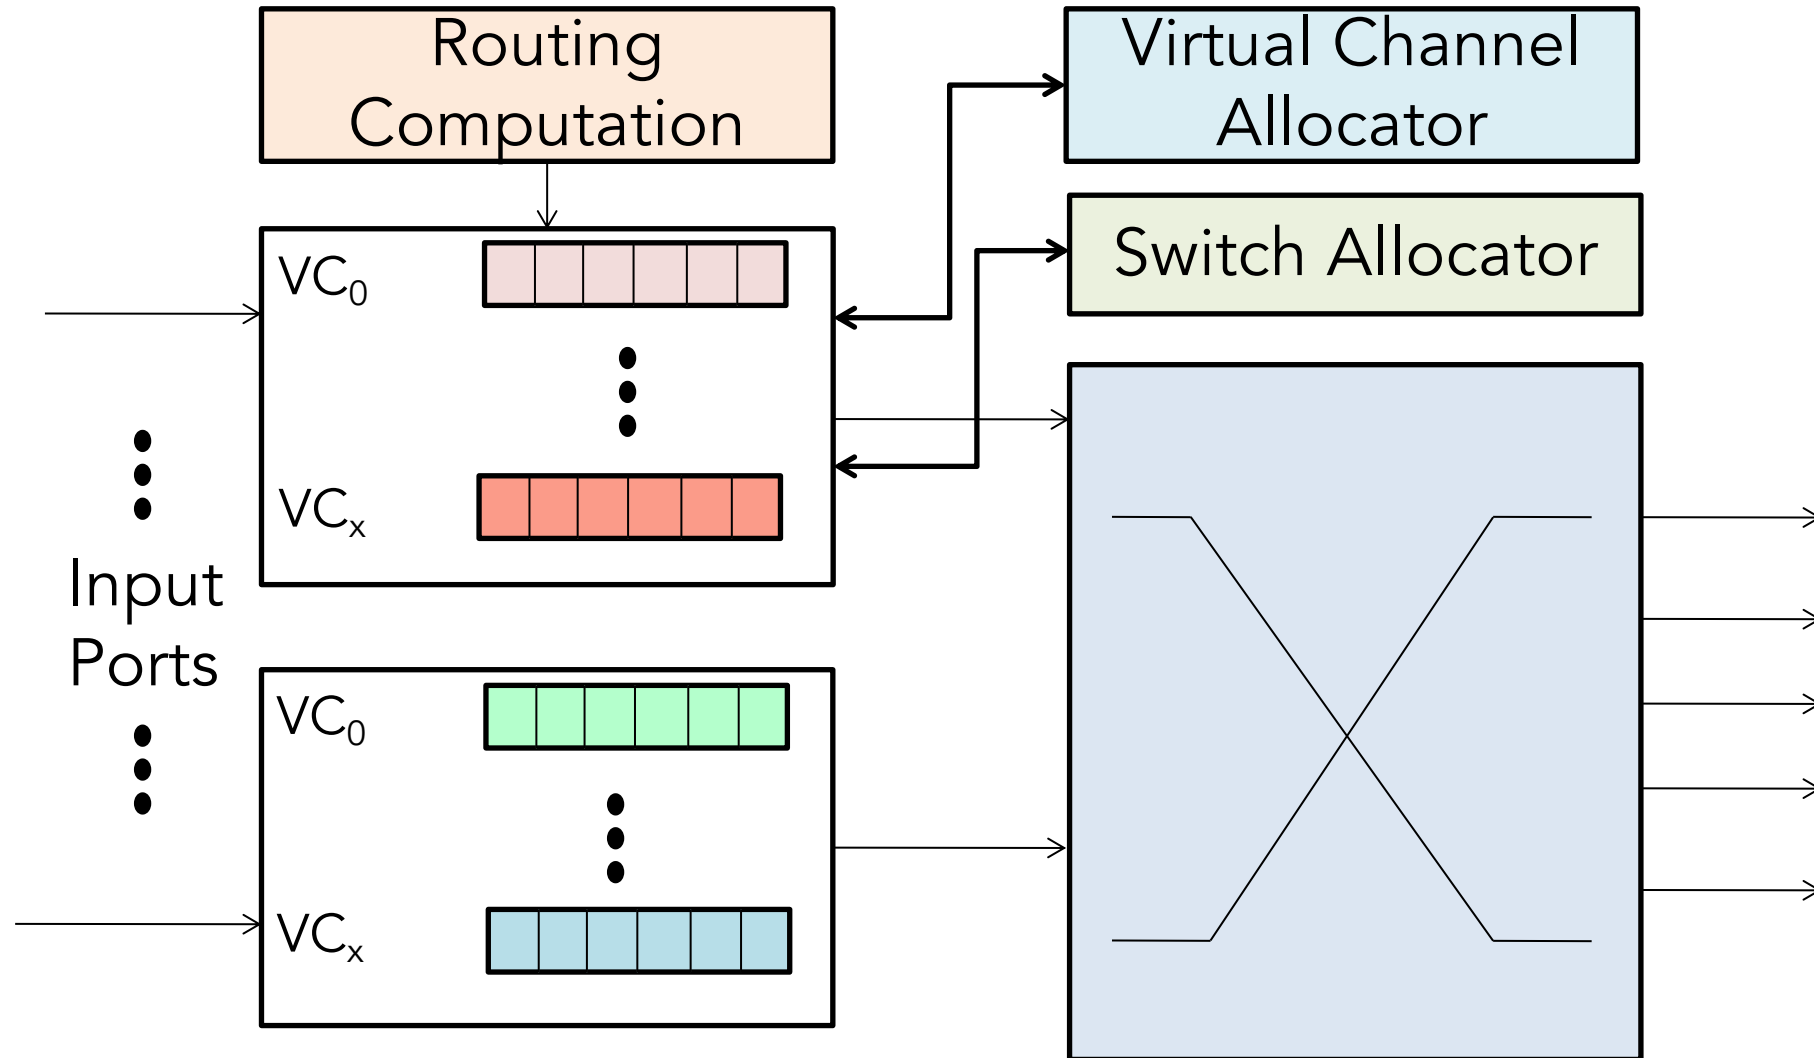 Routing
Computation
Virtual Channel
Allocator
Switch Allocator
VC₀
VCₓ
Input
Ports
VC₀
VCₓ